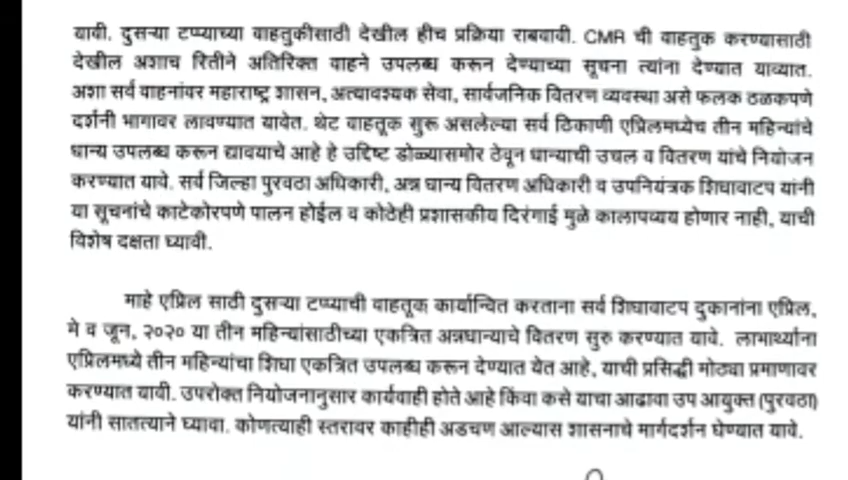 यावी. दुसऱ्या टप्प्याच्या वाहतुकीसाठी देखील हीच प्रक्रिया राबवावी. CMR ची वाहतुक करण्यासाठी
देखील अशाच रितीने अतिरिक्त वाहने उपलब्ध करून देण्याच्या सूचना त्यांना देण्यात याव्यात.
अशा सर्व वाहनांवर महाराष्ट्र शासन, अत्यावश्यक सेवा, सार्वजनिक वितरण व्यवस्था असे फलक ठळकपणे
दर्शनी भागावर लावण्यात यावेत. थेट वाहतूक सुरू असलेल्या सर्व ठिकाणी एप्रिलमध्येच तीन महिन्यांचे
धान्य उपलब्ध करून द्यावयाचे आहे हे उद्दिष्ट डोळ्यासमोर ठेवून धान्याची उचल व वितरण यांचे नियोजन
करण्यात यावे. सर्व जिल्हा पुरवठा अधिकारी, अन्न धान्य वितरण अधिकारी व उपनियंत्रक शिधावाटप यांनी
या सूचनांचे काटेकोरपणे पालन होईल व कोठेही प्रशासकीय दिरंगाई मुळे कालापव्यय होणार नाही, याची
विशेष दक्षता घ्यावी.
माहे एप्रिल साठी दुसऱ्या टप्प्याची वाहतूक कार्यान्वित करताना सर्व शिधावाटप दुकानांना एप्रिल,
मे व जून, २०२० या तीन महिन्यांसाठीच्या एकत्रित अन्नधान्याचे वितरण सुरु करण्यात यावे. लाभार्थ्यांना
एप्रिलमध्ये तीन महिन्यांचा शिधा एकत्रित उपलब्ध करून देण्यात येत आहे, याची प्रसिद्धी मोठ्या प्रमाणावर
करण्यात यावी. उपरोक्त नियोजनानुसार कार्यवाही होते आहे किंवा कसे याचा आढावा उप आयुक्त (पुरवठा)
यांनी सातत्याने घ्यावा. कोणत्याही स्तरावर काहीही अडचण आल्यास शासनाचे मार्गदर्शन घेण्यात यावे.